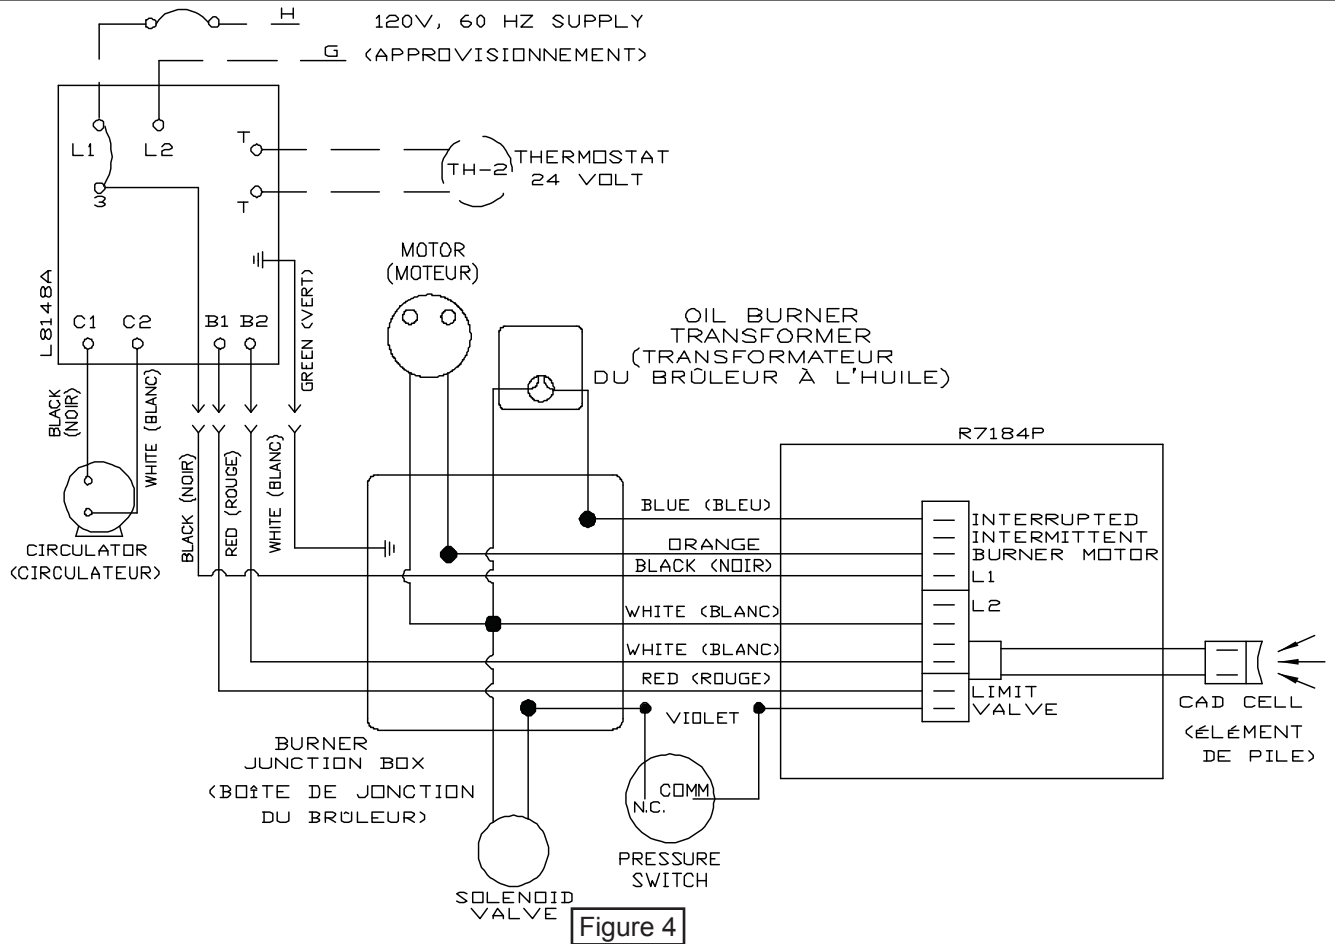 H
120V, 60 HZ SUPPLY
G (APPROVISIONNEMENT)
L1
L2
T
T
3
TH-2
THERMOSTAT
24 VOLT
L8148A
C1
C2
B1
B2
GREEN (VERT)
MOTOR
(MOTEUR)
OIL BURNER
TRANSFORMER
(TRANSFORMATEUR
DU BRÛLEUR À L'HUILE)
BLACK
(NOIR)
WHITE (BLANC)
BLACK (NOIR)
RED (ROUGE)
WHITE (BLANC)
CIRCULATOR
(CIRCULATEUR)
R7184P
BLUE (BLEU)
ORANGE
BLACK (NOIR)
WHITE (BLANC)
WHITE (BLANC)
RED (ROUGE)
VIOLET
INTERRUPTED
INTERMITTENT
BURNER MOTOR
L1
L2
LIMIT
VALVE
CAD CELL
(ÉLÉMENT
DE PILE)
BURNER
JUNCTION BOX
(BOÎTE DE JONCTION
DU BRÛLEUR)
COMM
N.C.
PRESSURE
SWITCH
SOLENOID
VALVE
Figure 4